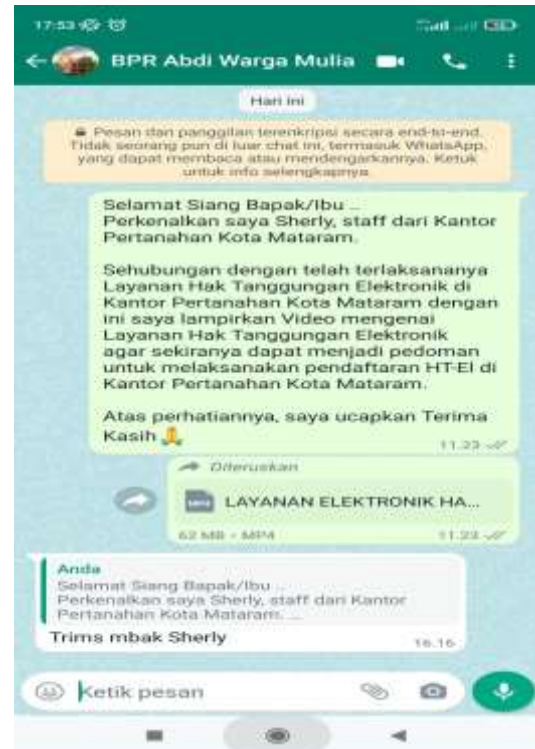 17:53
BPR Abdi Warga Mulia
Hari ini
Pesan dan panggilan terenkripsi secara end-to-end.
Tidak seorang pun di luar chat ini, termasuk WhatsApp,
yang dapat membaca atau mendengarkannya. Ketuk
untuk info selengkapnya.
Selamat Siang Bapak/Ibu ..
Perkenalkan saya Sherly, staff dari Kantor
Pertanahan Kota Mataram.
Sehubungan dengan telah terlaksananya
Layanan Hak Tanggungan Elektronik di
Kantor Pertanahan Kota Mataram dengan
ini saya lampirkan Video mengenai
Layanan Hak Tanggungan Elektronik
agar sekiranya dapat menjadi pedoman
untuk melaksanakan pendaftaran HT-El di
Kantor Pertanahan Kota Mataram.
Atas perhatiannya, saya ucapkan Terima
Kasih 🙏
11.23
Diteruskan
LAYANAN ELEKTRONIK HA...
62 MB • MP4
11.23
Anda
Selamat Siang Bapak/Ibu ..
Perkenalkan saya Sherly, staff dari Kantor
Pertanahan Kota Mataram. ...
Trims mbak Sherly
16.16
Ketik pesan